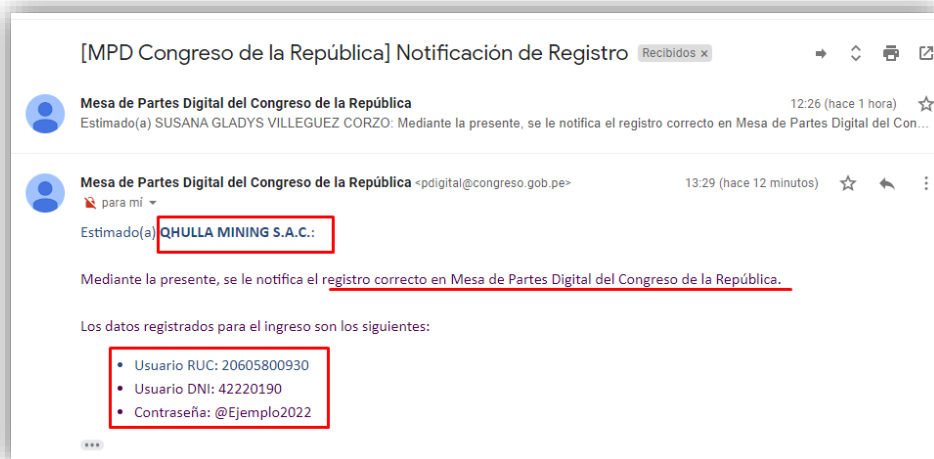 [MPD Congreso de la República] Notificación de Registro Recibidos x
Mesa de Partes Digital del Congreso de la República 12:26 (hace 1 hora)
Estimado(a) SUSANA GLADYS VILLEGUEZ CORZO: Mediante la presente, se le notifica el registro correcto en Mesa de Partes Digital del Con...
Mesa de Partes Digital del Congreso de la República <pdigital@congreso.gob.pe> 13:29 (hace 12 minutos)
para mí
Estimado(a) QHULLA MINING S.A.C.:
Mediante la presente, se le notifica el registro correcto en Mesa de Partes Digital del Congreso de la República.
Los datos registrados para el ingreso son los siguientes:
• Usuario RUC: 20605800930
• Usuario DNI: 42220190
• Contraseña: @Ejemplo2022